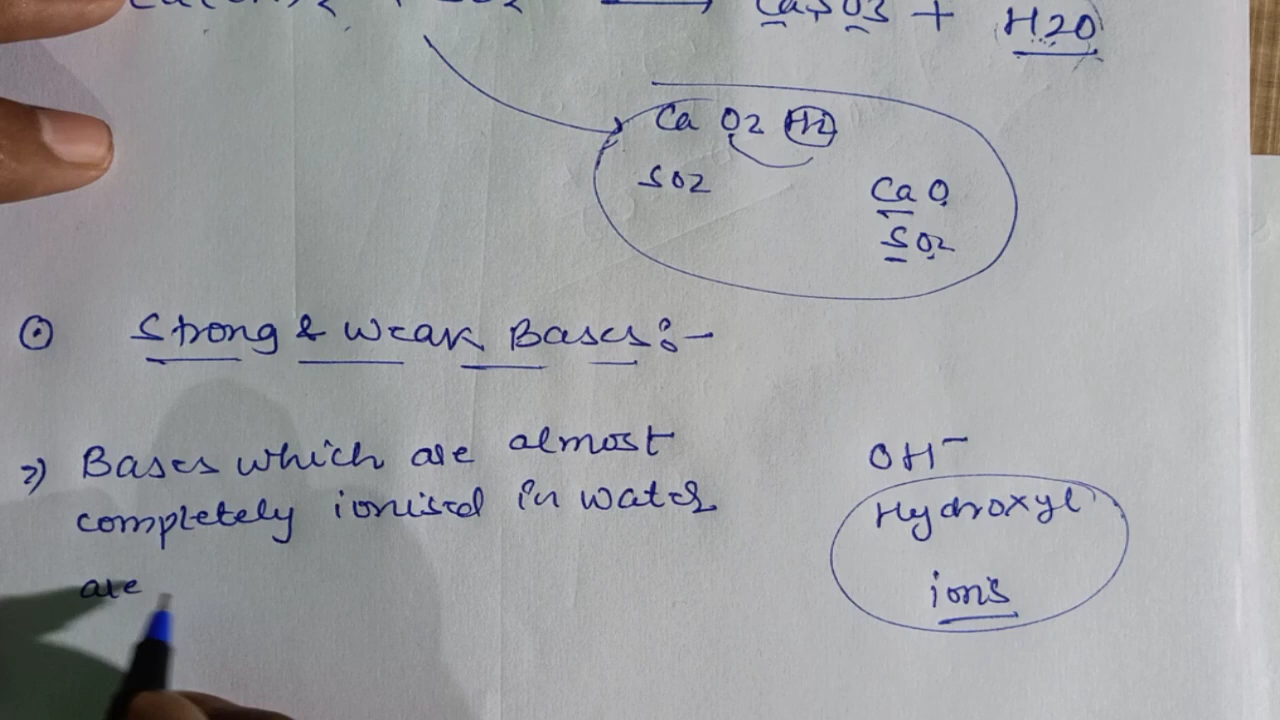 CaSO3 + H2O
Ca O2 H2
SO2
CaO
SO2
Strong & Weak Bases:-
2) Bases which are almost
completely ionised in water
are
OH-
Hydroxyl
ions